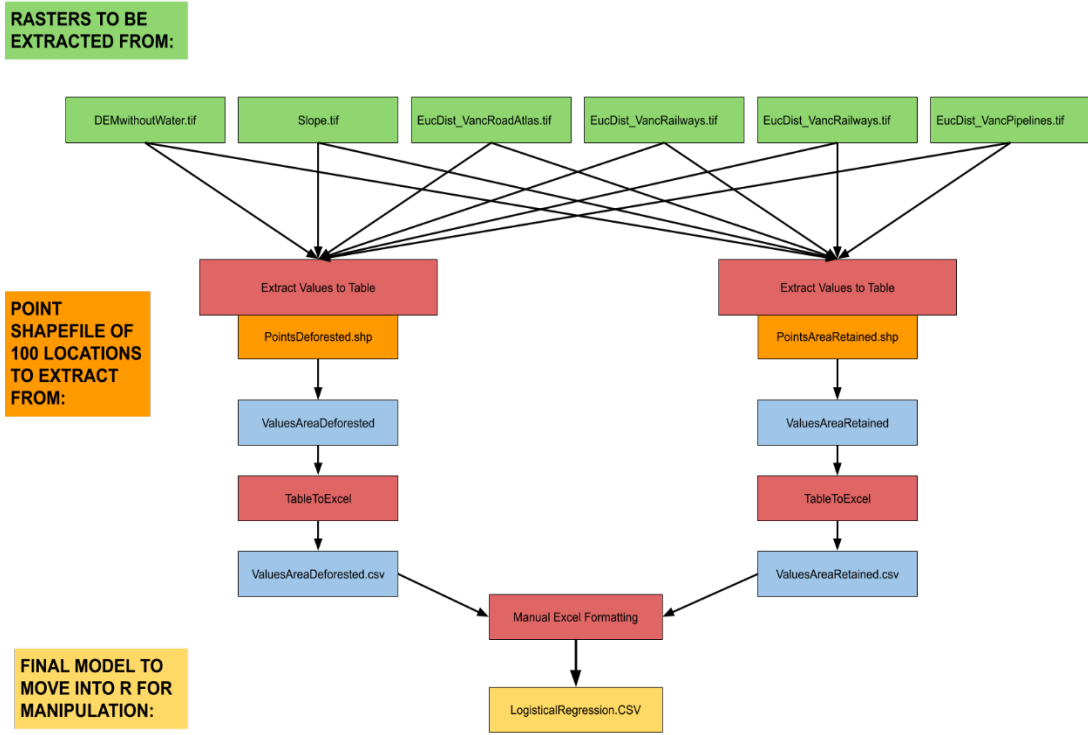 RASTERS TO BE
EXTRACTED FROM:
DEMwithoutWater.tif
Slope.tif
EucDist_VancRoadAtlas.tif
EucDist_VancRailways.tif
EucDist_VancRailways.tif
EucDist_VancPipelines.tif
Extract Values to Table
Extract Values to Table
POINT
SHAPEFILE OF
100 LOCATIONS
TO EXTRACT
FROM:
PointsDeforested.shp
PointsAreaRetained.shp
ValuesAreaDeforested
ValuesAreaRetained
TableToExcel
TableToExcel
ValuesAreaDeforested.csv
ValuesAreaRetained.csv
Manual Excel Formatting
FINAL MODEL TO
MOVE INTO R FOR
MANIPULATION:
LogisticalRegression.CSV